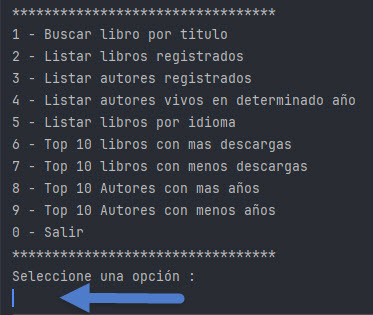 *********************************
1 - Buscar libro por titulo
2 - Listar libros registrados
3 - Listar autores registrados
4 - Listar autores vivos en determinado año
5 - Listar libros por idioma
6 - Top 10 libros con mas descargas
7 - Top 10 libros con menos descargas
8 - Top 10 Autores con mas años
9 - Top 10 Autores con menos años
0 - Salir
*********************************
Seleccione una opción :